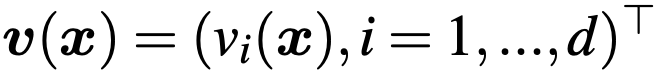 𝒗(𝒙) = (vᵢ(𝒙), i = 1, ..., d)^⊤